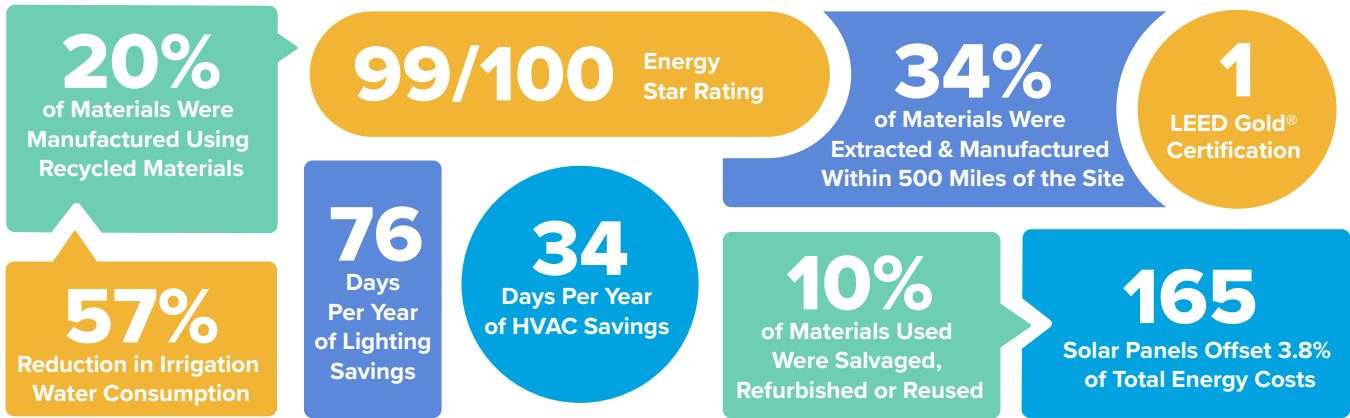 20%
of Materials Were
Manufactured Using
Recycled Materials
99/100
Energy
Star Rating
34%
of Materials Were
Extracted & Manufactured
Within 500 Miles of the Site
1
LEED Gold®
Certification
57%
Reduction in Irrigation
Water Consumption
76
Days
Per Year
of Lighting
Savings
34
Days Per Year
of HVAC Savings
10%
of Materials Used
Were Salvaged,
Refurbished or Reused
165
Solar Panels Offset 3.8%
of Total Energy Costs